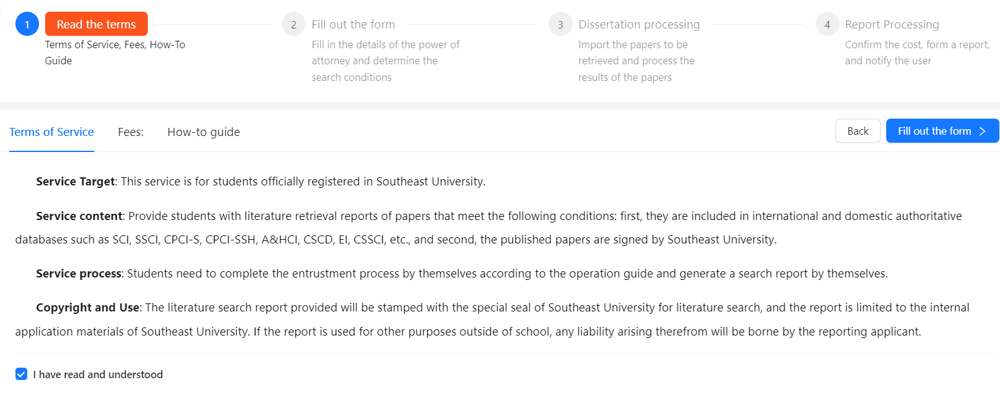 1 Read the terms
Terms of Service, Fees, How-To
Guide
2 Fill out the form
Fill in the details of the power of
attorney and determine the
search conditions
3 Dissertation processing
Import the papers to be
retrieved and process the
results of the papers
4 Report Processing
Confirm the cost, form a report,
and notify the user
Terms of Service Fees: How-to guide Back Fill out the form >
Service Target: This service is for students officially registered in Southeast University.
Service content: Provide students with literature retrieval reports of papers that meet the following conditions: first, they are included in international and domestic authoritative
databases such as SCI, SSCI, CPCI-S, CPCI-SSH, A&HCI, CSCD, EI, CSSCI, etc., and second, the published papers are signed by Southeast University.
Service process: Students need to complete the entrustment process by themselves according to the operation guide and generate a search report by themselves.
Copyright and Use: The literature search report provided will be stamped with the special seal of Southeast University for literature search, and the report is limited to the internal
application materials of Southeast University. If the report is used for other purposes outside of school, any liability arising therefrom will be borne by the reporting applicant.
I have read and understood